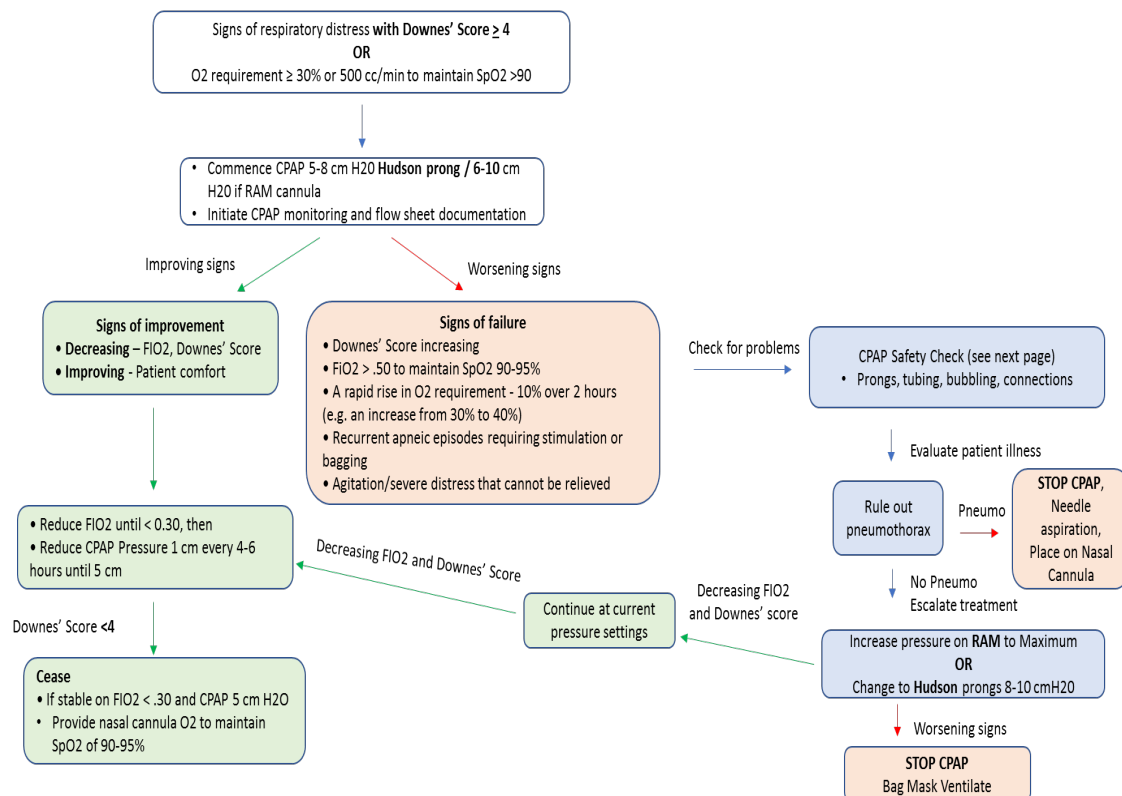 Signs of respiratory distress with Downes' Score ≥ 4
OR
O2 requirement ≥ 30% or 500 cc/min to maintain SpO2 >90
• Commence CPAP 5-8 cm H20 Hudson prong / 6-10 cm
H20 if RAM cannula
• Initiate CPAP monitoring and flow sheet documentation
Improving signs
Worsening signs
Signs of improvement
• Decreasing – FIO2, Downes' Score
• Improving - Patient comfort
Signs of failure
• Downes' Score increasing
• FiO2 > .50 to maintain SpO2 90-95%
• A rapid rise in O2 requirement - 10% over 2 hours
(e.g. an increase from 30% to 40%)
• Recurrent apneic episodes requiring stimulation or
bagging
• Agitation/severe distress that cannot be relieved
Check for problems
CPAP Safety Check (see next page)
• Prongs, tubing, bubbling, connections
Evaluate patient illness
Rule out
pneumothorax
Pneumo
STOP CPAP,
Needle
aspiration,
Place on Nasal
Cannula
No Pneumo
Escalate treatment
Increase pressure on RAM to Maximum
OR
Change to Hudson prongs 8-10 cmH20
Decreasing FIO2
and Downes' score
Continue at current
pressure settings
Decreasing FIO2 and Downes' Score
• Reduce FIO2 until < 0.30, then
• Reduce CPAP Pressure 1 cm every 4-6
hours until 5 cm
Downes' Score <4
Cease
• If stable on FIO2 < .30 and CPAP 5 cm H2O
• Provide nasal cannula O2 to maintain
SpO2 of 90-95%
Worsening signs
STOP CPAP
Bag Mask Ventilate